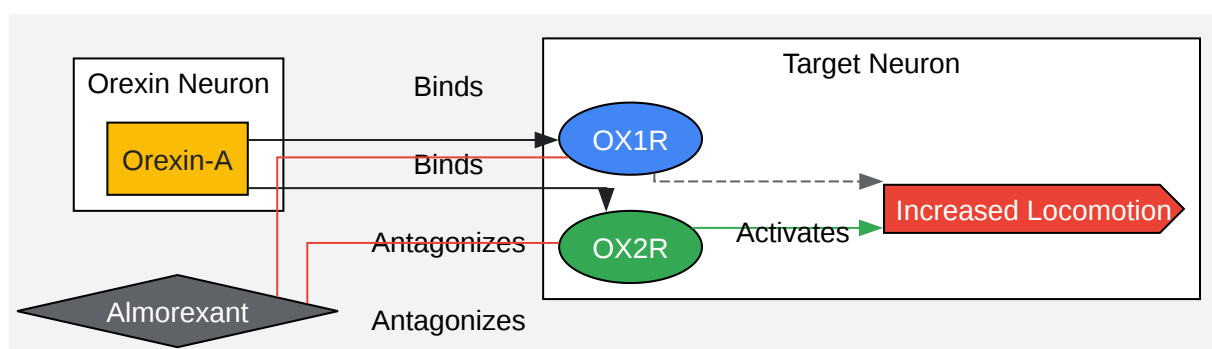 Target Neuron
Orexin Neuron
Binds
OX1R
Orexin-A
Binds
Increased Locomotion
Activates
Antagonizes
OX2R
Almorexant
Antagonizes